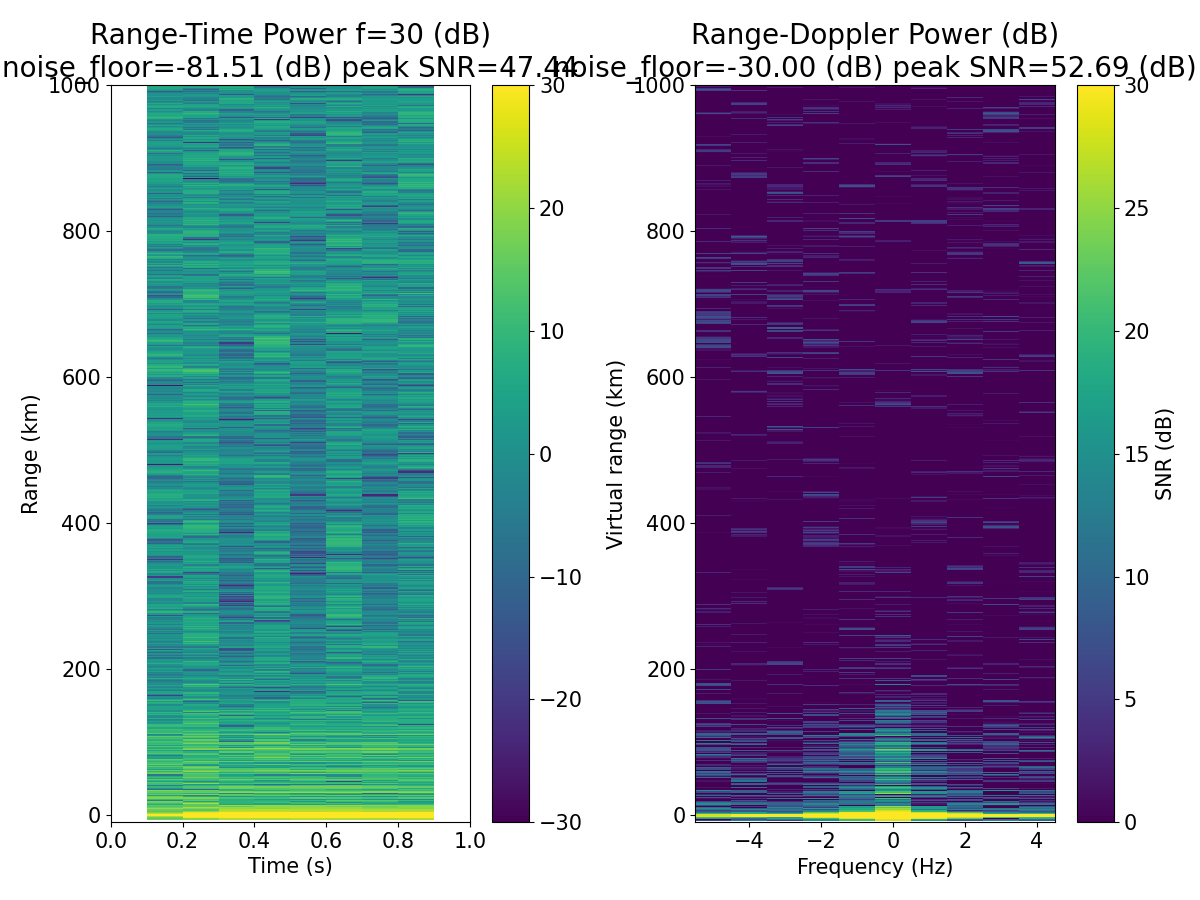 Range-Time Power f=30 (dB)
noise_floor=-81.51 (dB) peak SNR=47.44
Range-Doppler Power (dB)
noise_floor=-30.00 (dB) peak SNR=52.69 (dB)
1000
800
600
400
200
0
Range (km)
0.0 0.2 0.4 0.6 0.8 1.0
Time (s)
30
20
10
0
−10
−20
−30
1000
800
600
400
200
0
Virtual range (km)
−4 −2 0 2 4
Frequency (Hz)
30
25
20
15
10
5
0
SNR (dB)